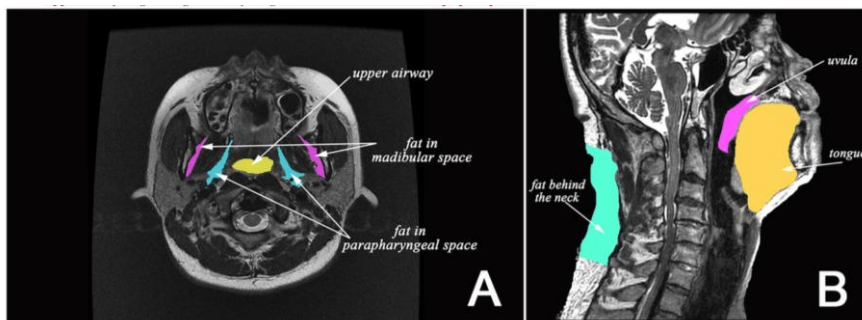 upper airway
fat in
madibular space
fat in
parapharyngeal space
A
uvula
tongue
fat behind
the neck
B